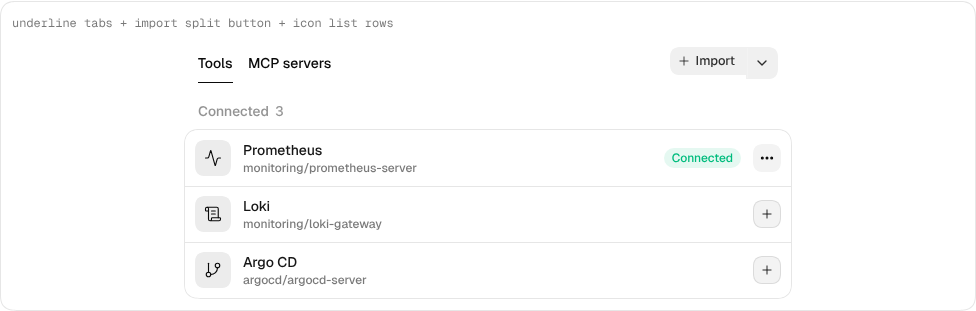 underline tabs + import split button + icon list rows
Tools MCP servers + Import
Connected 3
Prometheus
monitoring/prometheus-server
Connected
Loki
monitoring/loki-gateway
Argo CD
argocd/argocd-server